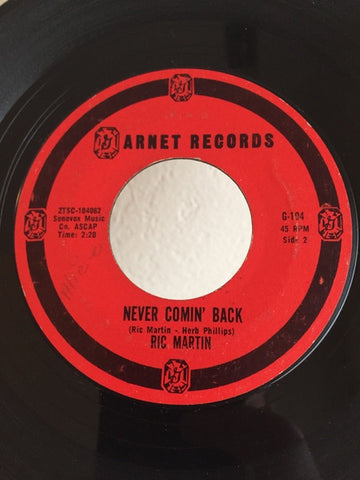 ARNET RECORDS
ZTSC-104062
Sonovox Music
Co. ASCAP
Time: 2:20
G-104
45 RPM
Side 2
NEVER COMIN' BACK
(Ric Martin - Herb Phillips)
RIC MARTIN